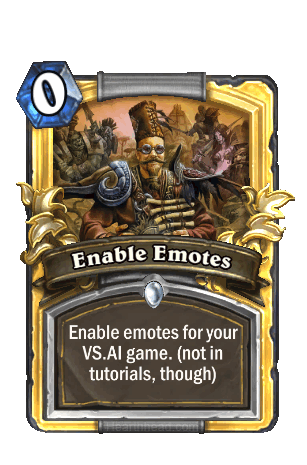 0
Enable Emotes
Enable emotes for your
VS.AI game. (not in
tutorials, though)